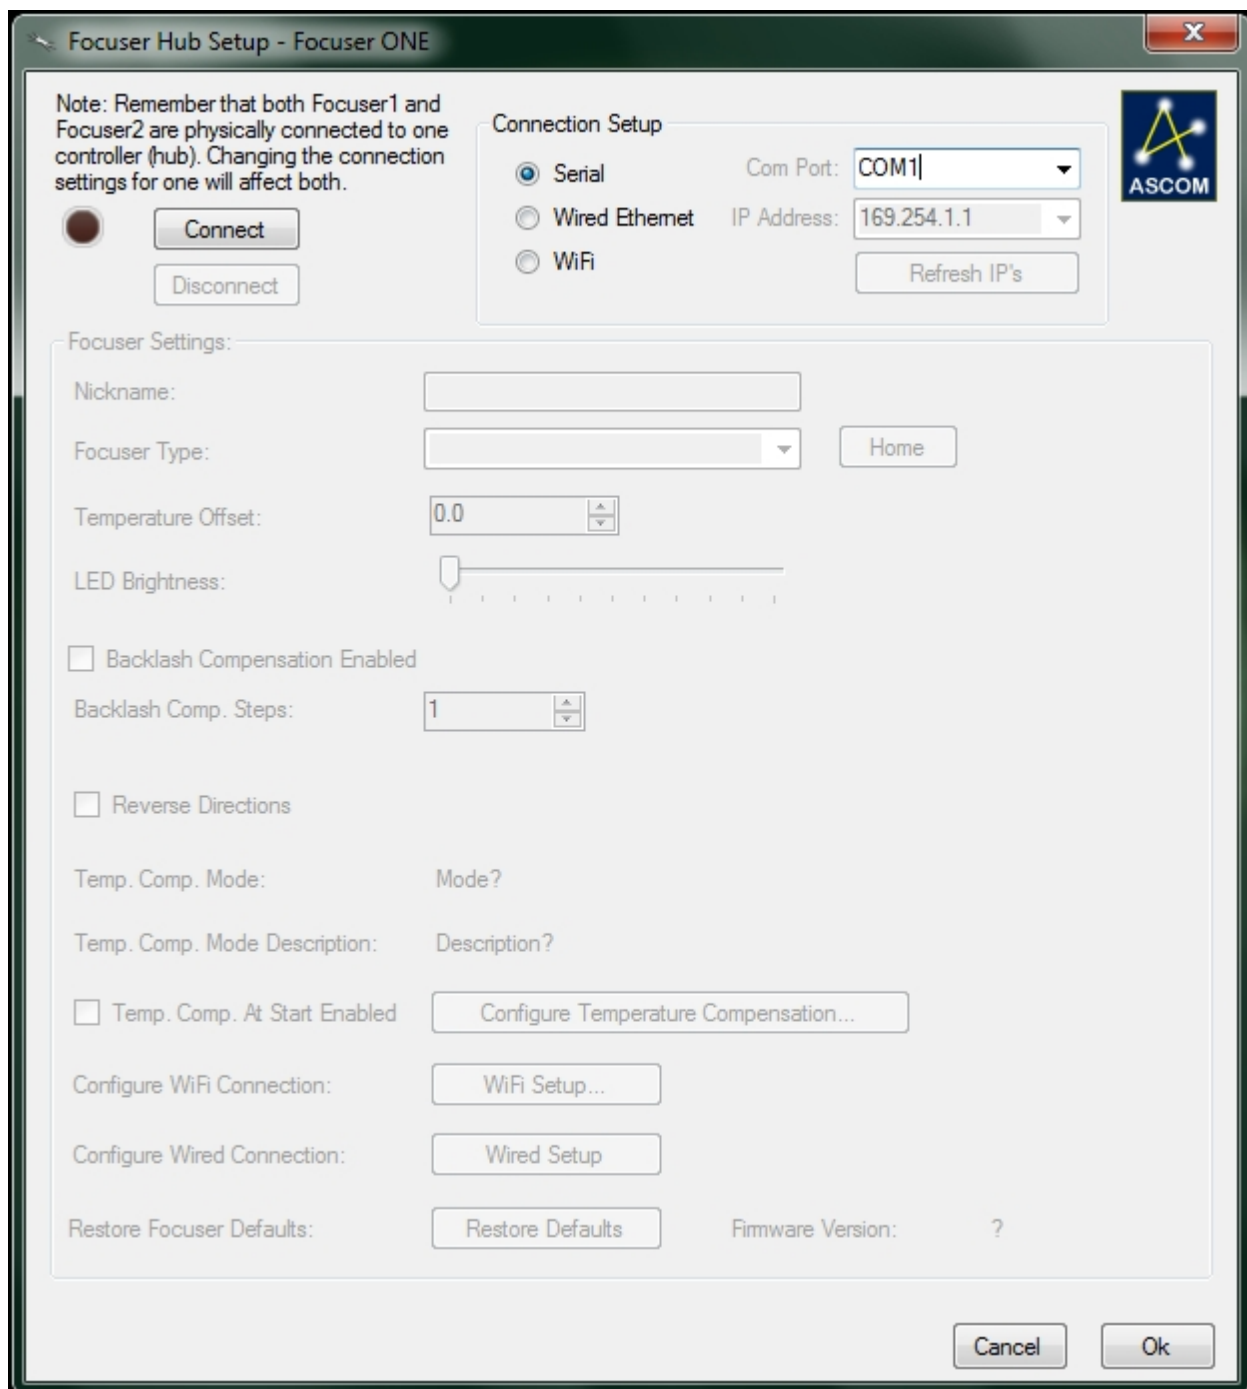 Focuser Hub Setup - Focuser ONE
Note: Remember that both Focuser1 and
Focuser2 are physically connected to one
controller (hub). Changing the connection
settings for one will affect both.
Connect
Disconnect
Connection Setup
Serial
Com Port: COM1
Wired Ethernet
IP Address: 169.254.1.1
WiFi
Refresh IP's
ASCOM
Focuser Settings:
Nickname:
Focuser Type:
Home
Temperature Offset: 0.0
LED Brightness:
Backlash Compensation Enabled
Backlash Comp. Steps: 1
Reverse Directions
Temp. Comp. Mode: Mode?
Temp. Comp. Mode Description: Description?
Temp. Comp. At Start Enabled Configure Temperature Compensation...
Configure WiFi Connection: WiFi Setup...
Configure Wired Connection: Wired Setup
Restore Focuser Defaults: Restore Defaults Firmware Version: ?
Cancel Ok